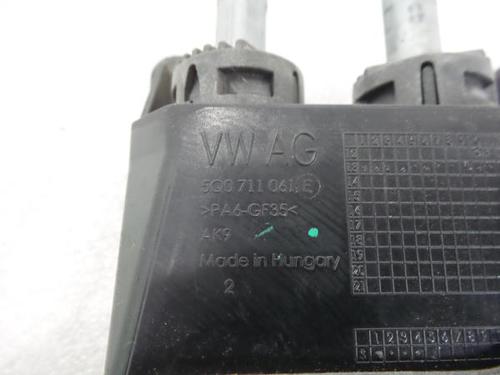 VW AG
5Q0 711 061 E
>PA6-GF35<
AK9
Made in Hungary
2